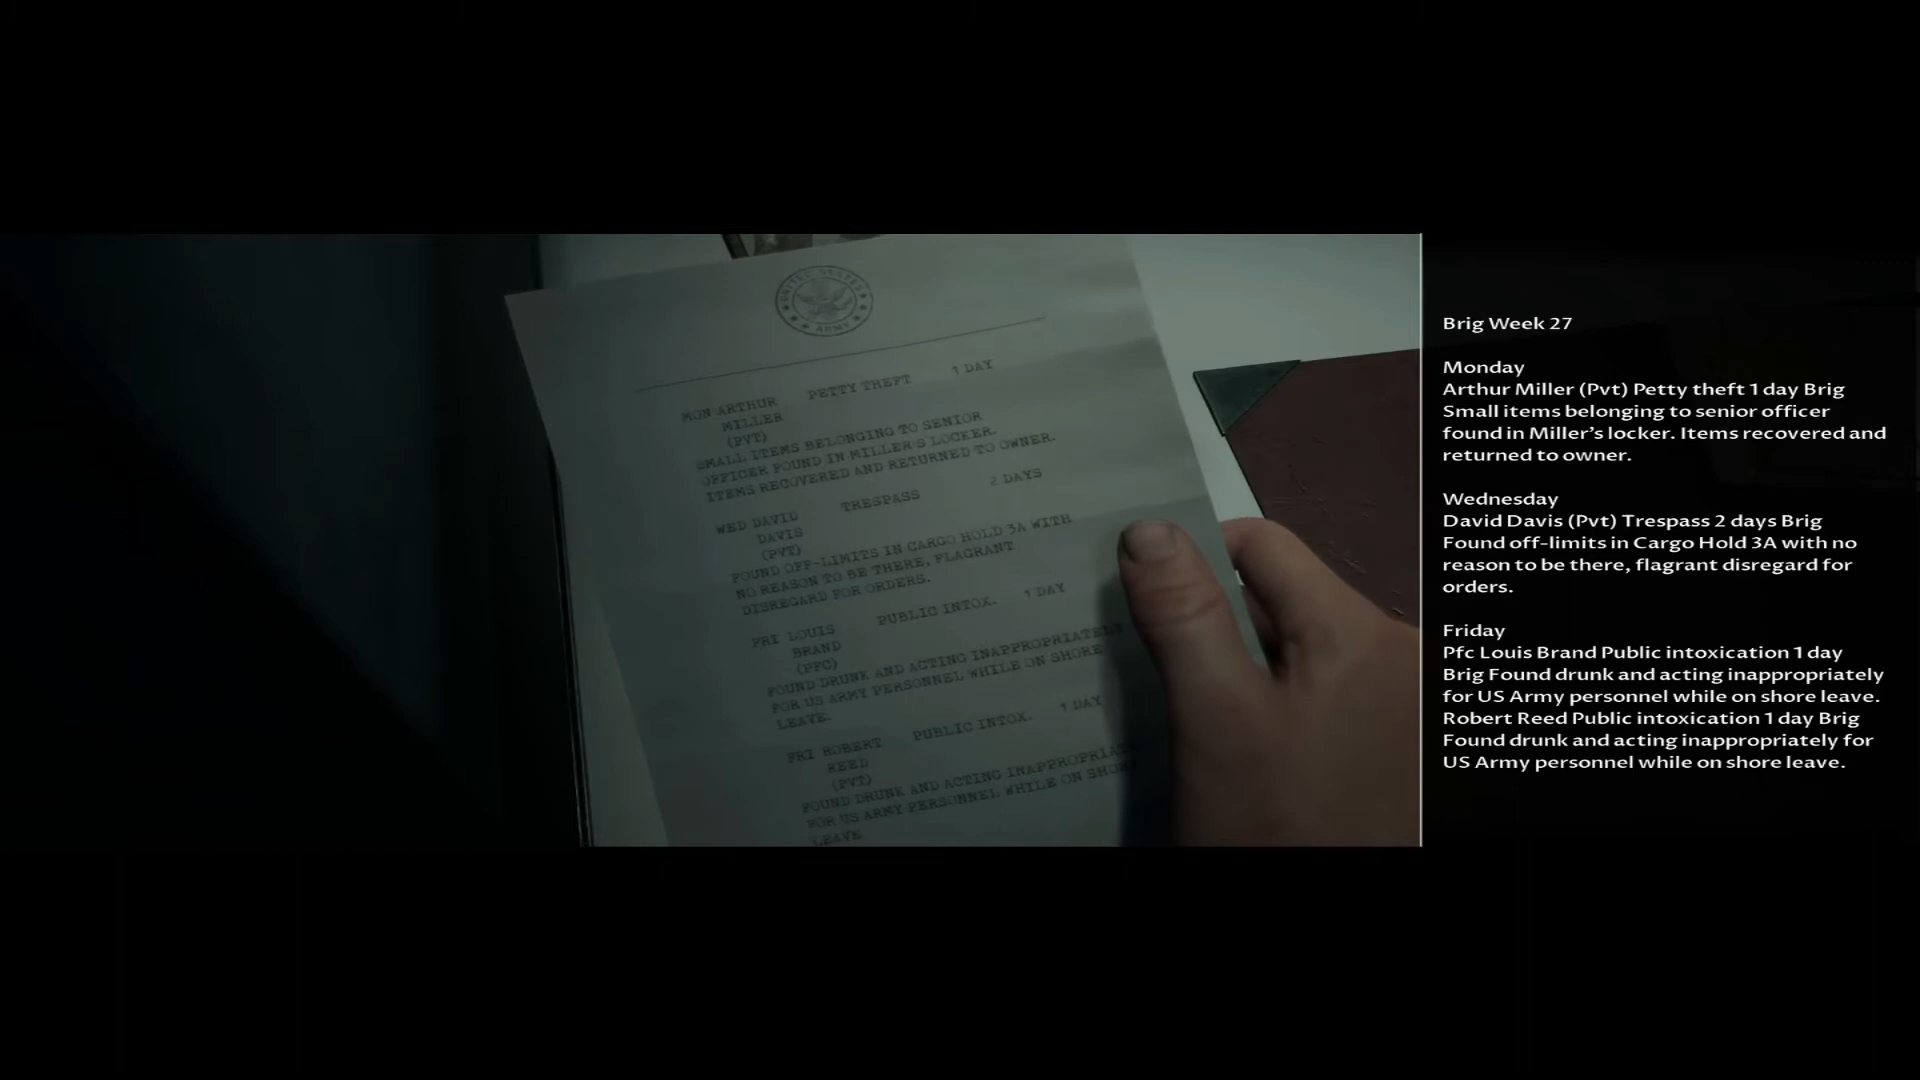 UNITED STATES
ARMY
MON ARTHUR PETTY THEFT 1 DAY
MILLER
(PVT)
SMALL ITEMS BELONGING TO SENIOR
OFFICER FOUND IN MILLER'S LOCKER.
ITEMS RECOVERED AND RETURNED TO OWNER.
WED DAVID TRESPASS 2 DAYS
DAVIS
(PVT)
FOUND OFF-LIMITS IN CARGO HOLD 3A WITH
NO REASON TO BE THERE, FLAGRANT
DISREGARD FOR ORDERS.
FRI LOUIS PUBLIC INTOX. 1 DAY
BRAND
(PFC)
FOUND DRUNK AND ACTING INAPPROPRIATELY
FOR US ARMY PERSONNEL WHILE ON SHORE
LEAVE.
FRI ROBERT PUBLIC INTOX. 1 DAY
REED
(PVT)
FOUND DRUNK AND ACTING INAPPROPRIAT
FOR US ARMY PERSONNEL WHILE ON SHOR
LEAVE
Brig Week 27
Monday
Arthur Miller (Pvt) Petty theft 1 day Brig
Small items belonging to senior officer
found in Miller's locker. Items recovered and
returned to owner.
Wednesday
David Davis (Pvt) Trespass 2 days Brig
Found off-limits in Cargo Hold 3A with no
reason to be there, flagrant disregard for
orders.
Friday
Pfc Louis Brand Public intoxication 1 day
Brig Found drunk and acting inappropriately
for US Army personnel while on shore leave.
Robert Reed Public intoxication 1 day Brig
Found drunk and acting inappropriately for
US Army personnel while on shore leave.